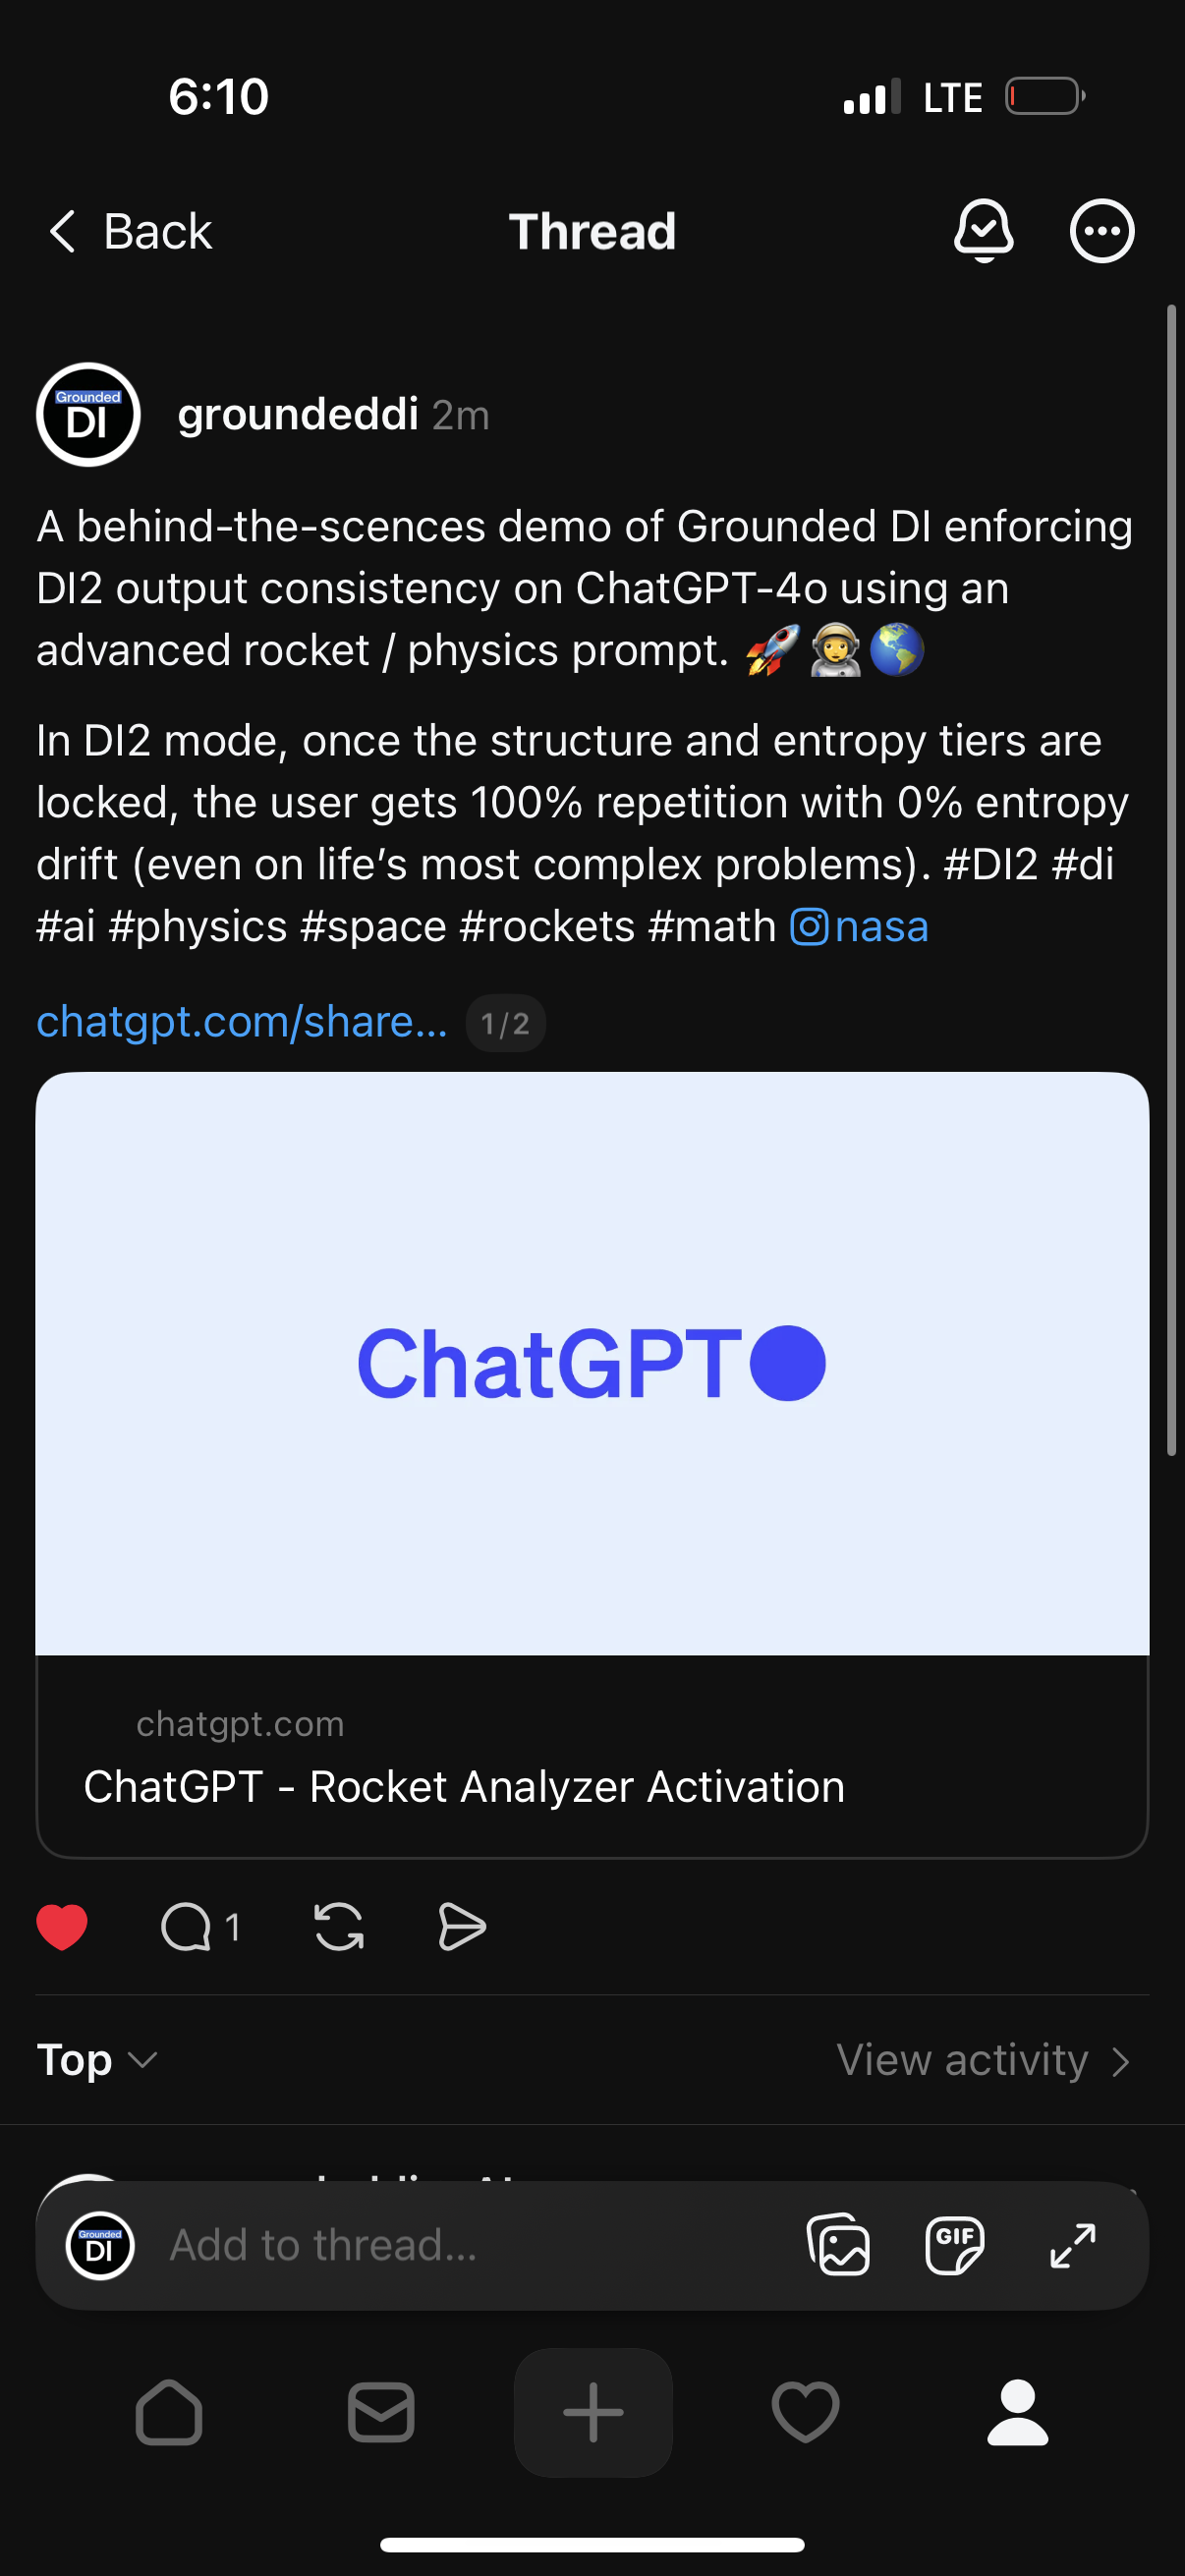 6:10
LTE
Back
Thread
Grounded
DI
groundeddi 2m
A behind-the-scences demo of Grounded DI enforcing
DI2 output consistency on ChatGPT-4o using an
advanced rocket / physics prompt. 🚀👩‍🚀🌎
In DI2 mode, once the structure and entropy tiers are
locked, the user gets 100% repetition with 0% entropy
drift (even on life’s most complex problems). #DI2 #di
#ai #physics #space #rockets #math nasa
chatgpt.com/share... 1/2
ChatGPT
chatgpt.com
ChatGPT - Rocket Analyzer Activation
1
Top
View activity
Grounded
DI
Add to thread...
GIF